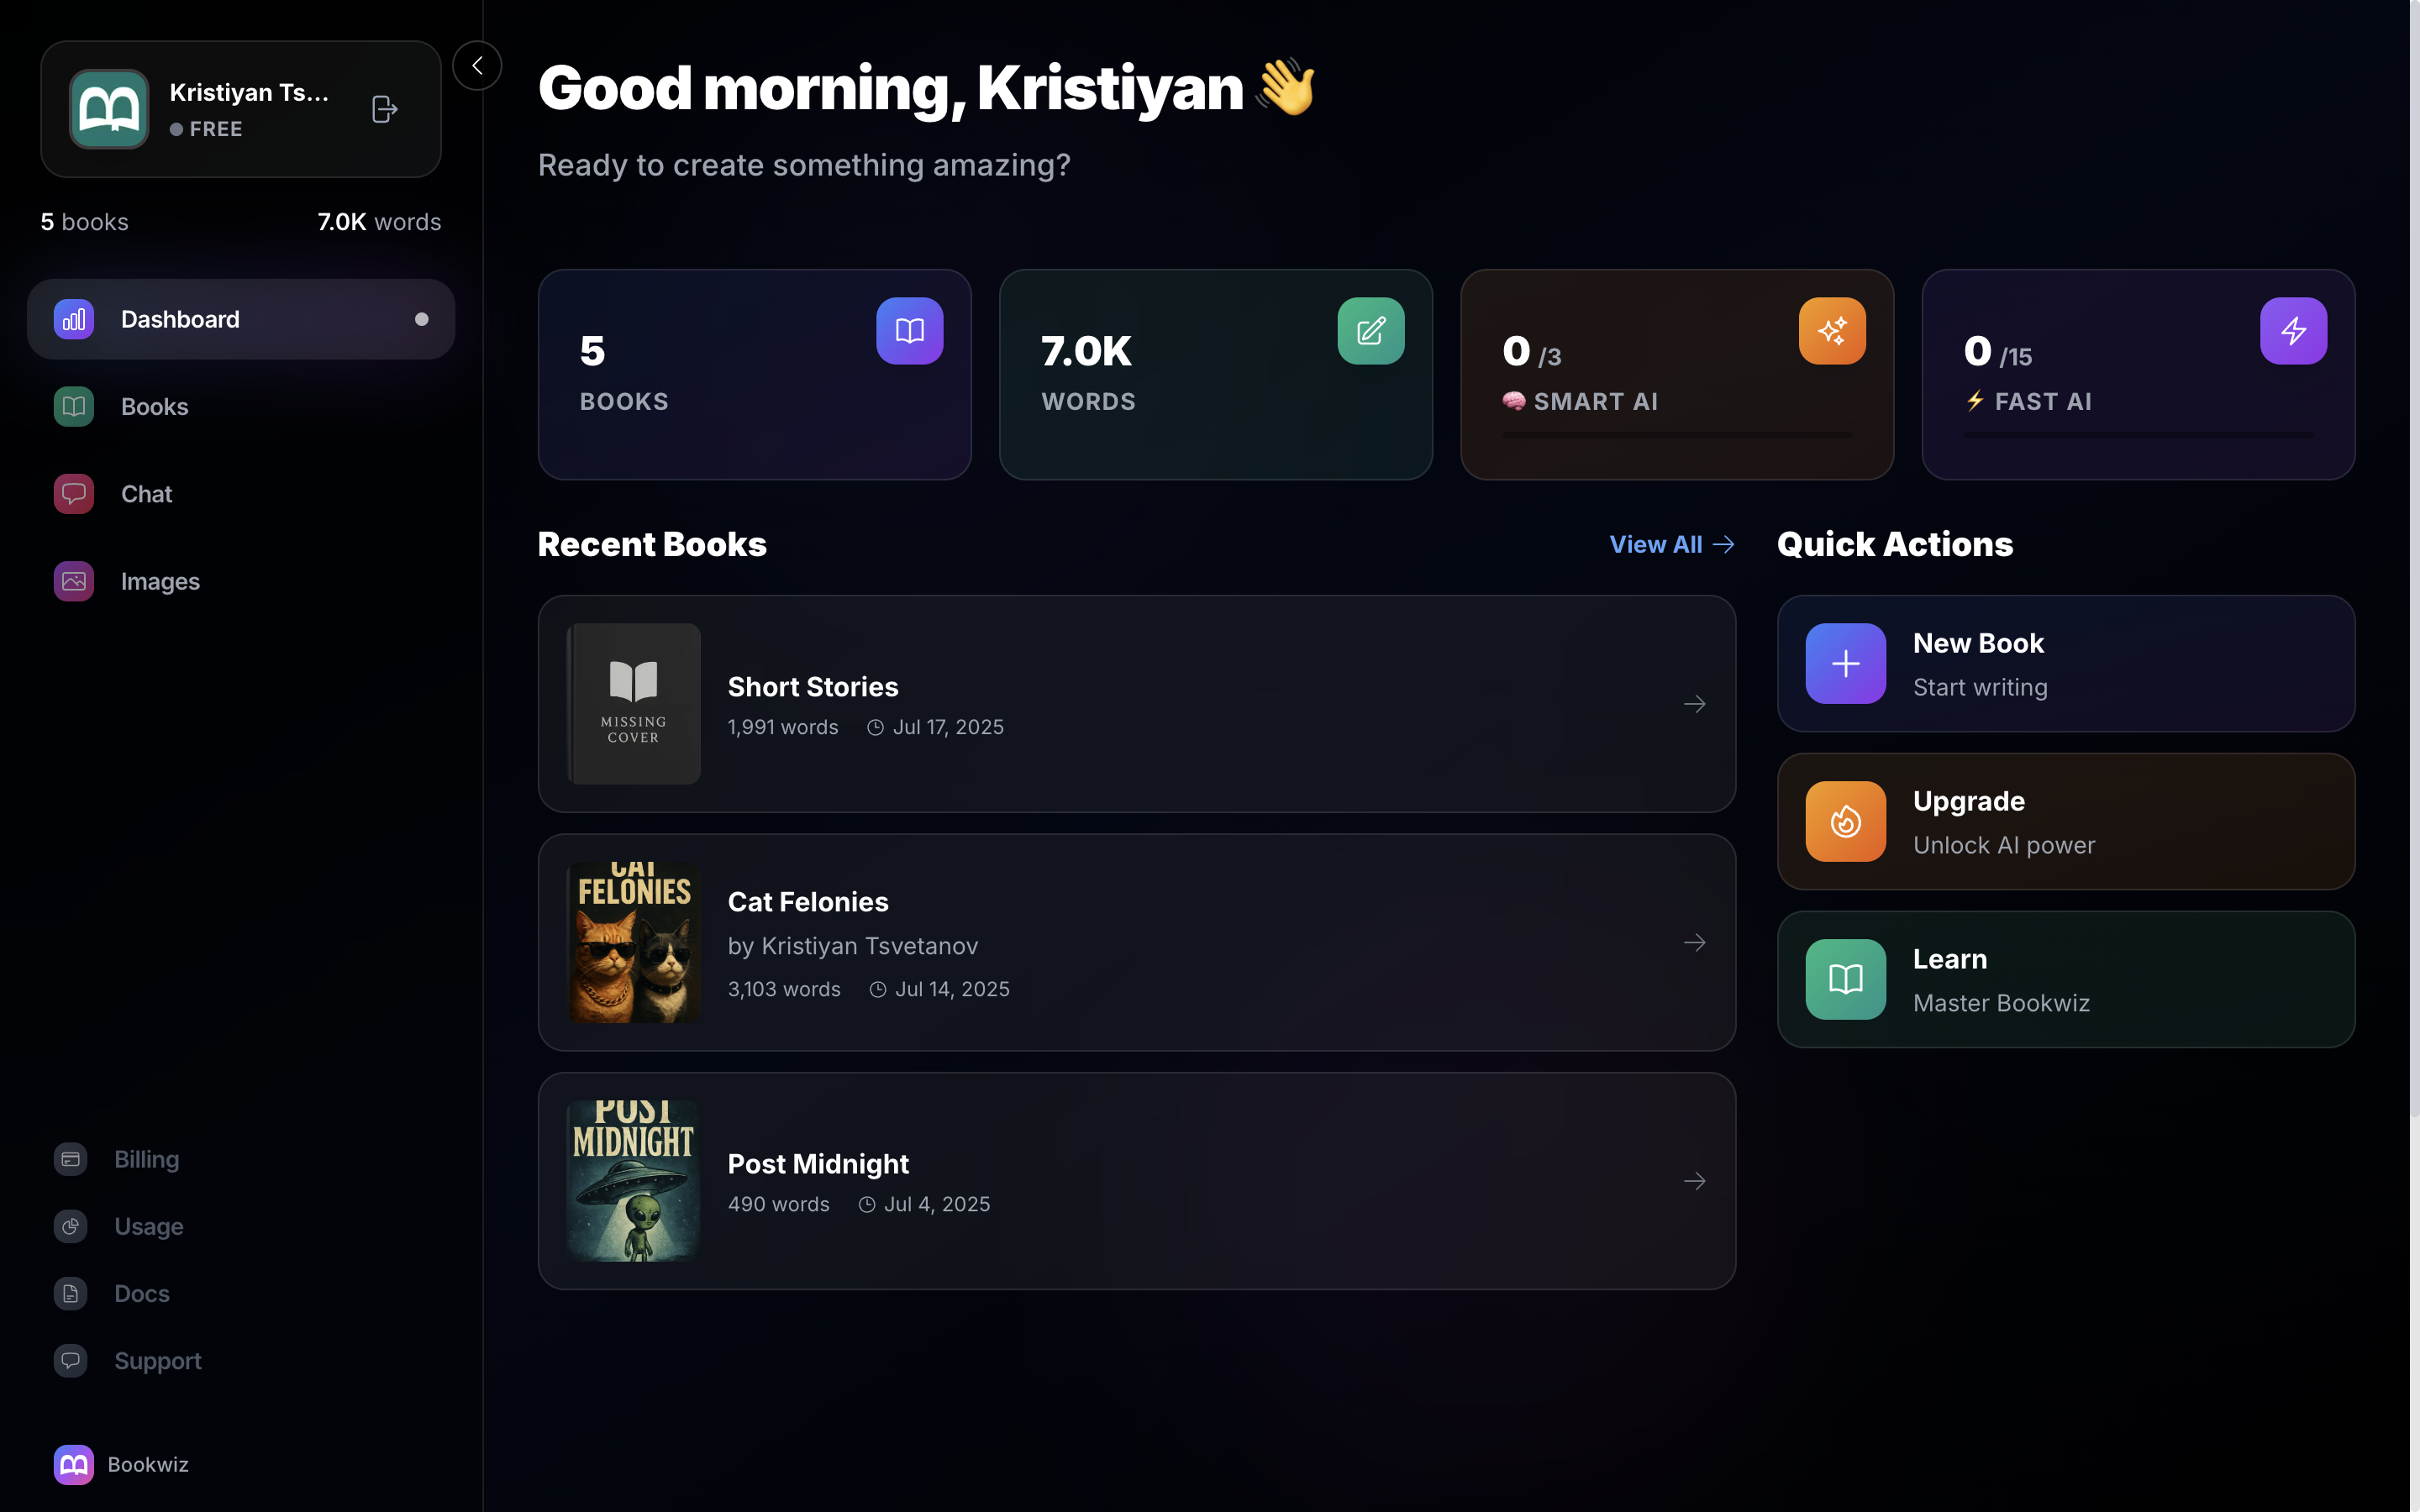 Kristiyan Ts...
FREE
5 books
7.0K words
Dashboard
Books
Chat
Images
Billing
Usage
Docs
Support
Bookwiz
Good morning, Kristiyan 👋
Ready to create something amazing?
5
BOOKS
7.0K
WORDS
0 /3
🧠 SMART AI
0 /15
⚡ FAST AI
Recent Books
View All →
MISSING
COVER
Short Stories
1,991 words Jul 17, 2025
CAT
FELONIES
Cat Felonies
by Kristiyan Tsvetanov
3,103 words Jul 14, 2025
POST
MIDNIGHT
Post Midnight
490 words Jul 4, 2025
Quick Actions
New Book
Start writing
Upgrade
Unlock AI power
Learn
Master Bookwiz